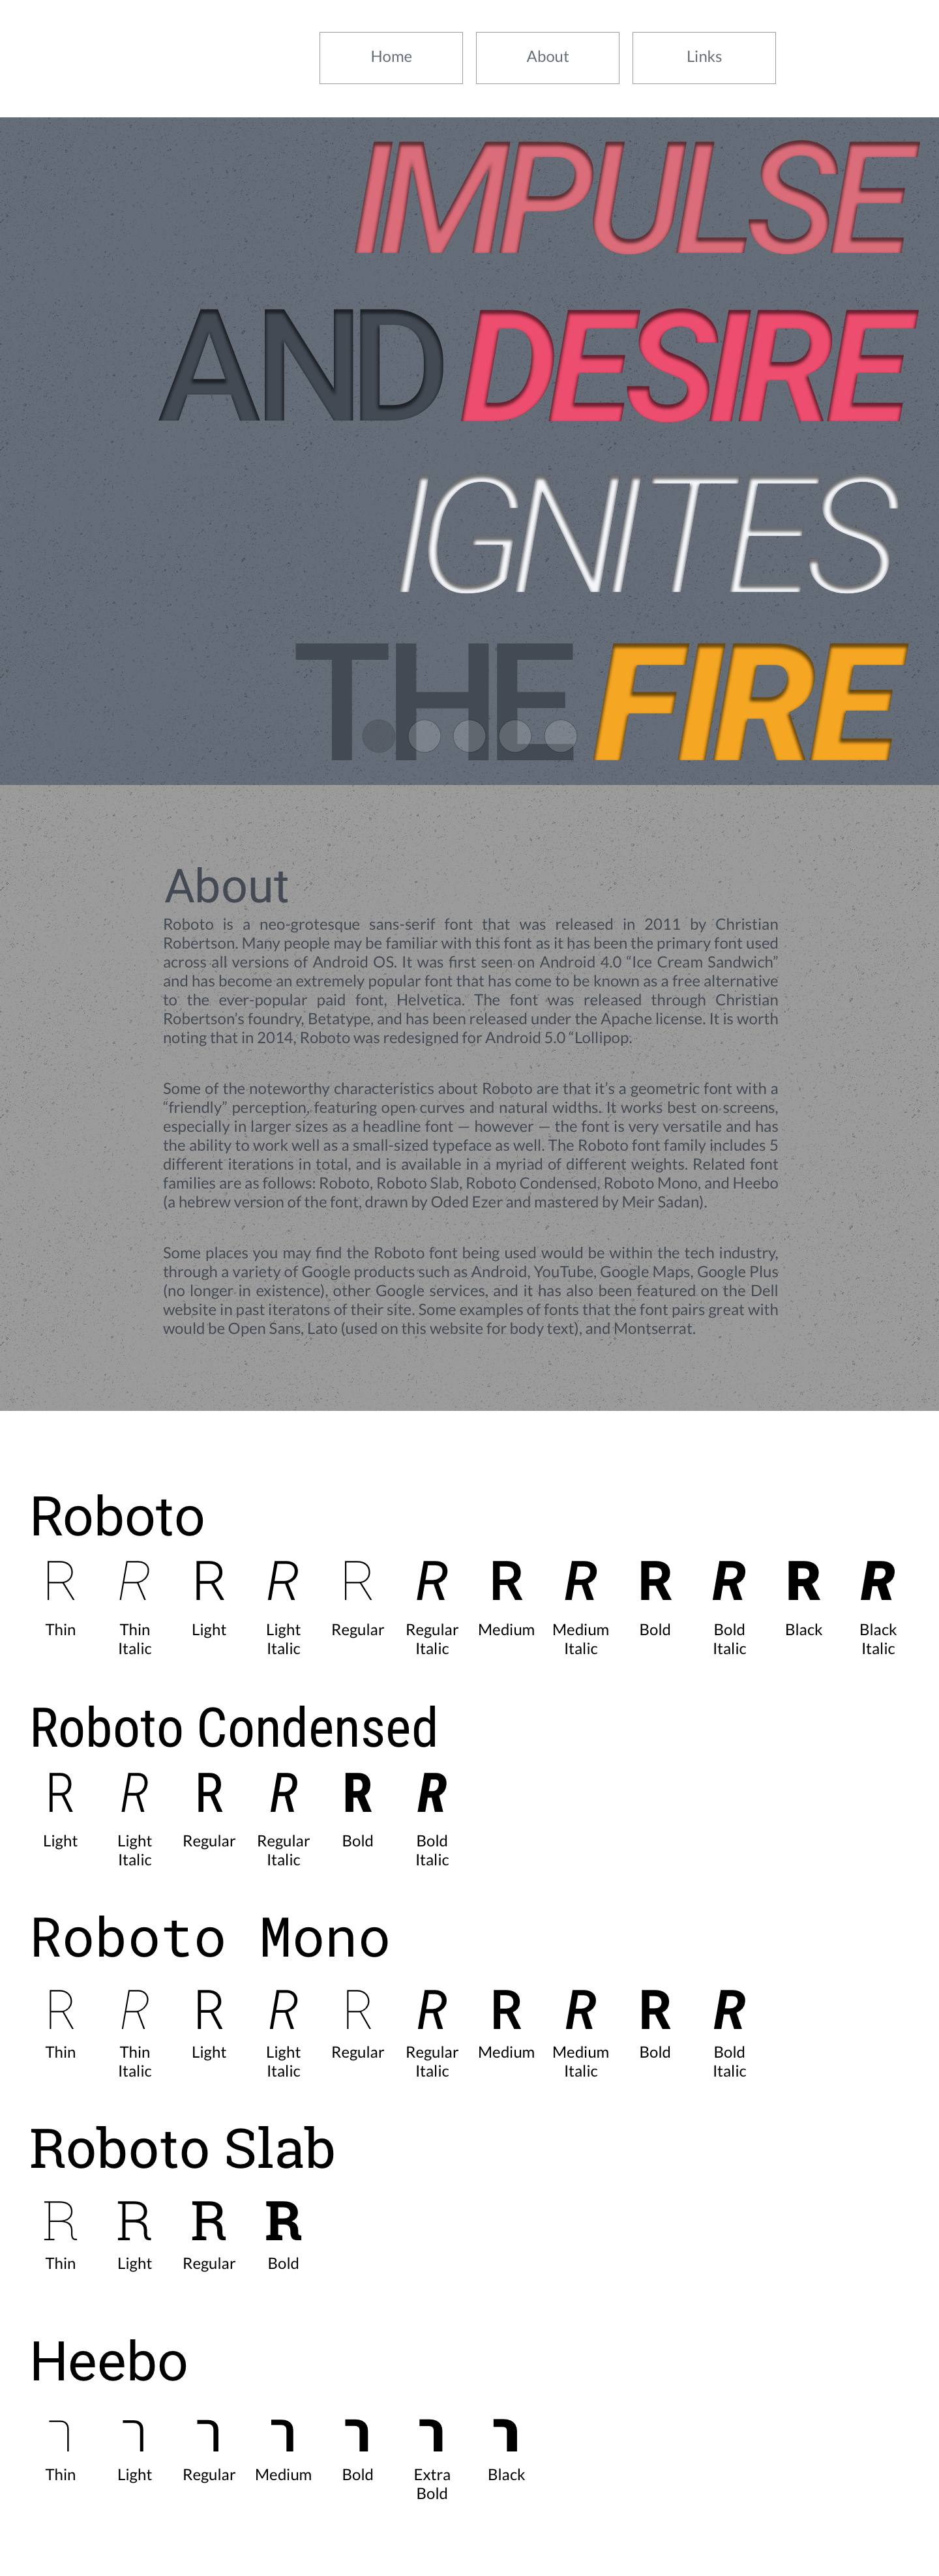 Home About Links
IMPULSE
AND DESIRE
IGNITES
THE FIRE
About
Roboto is a neo-grotesque sans-serif font that was released in 2011 by Christian
Robertson. Many people may be familiar with this font as it has been the primary font used
across all versions of Android OS. It was first seen on Android 4.0 “Ice Cream Sandwich”
and has become an extremely popular font that has come to be known as a free alternative
to the ever-popular paid font, Helvetica. The font was released through Christian
Robertson’s foundry, Betatype, and has been released under the Apache license. It is worth
noting that in 2014, Roboto was redesigned for Android 5.0 “Lollipop.
Some of the noteworthy characteristics about Roboto are that it’s a geometric font with a
“friendly” perception, featuring open curves and natural widths. It works best on screens,
especially in larger sizes as a headline font — however — the font is very versatile and has
the ability to work well as a small-sized typeface as well. The Roboto font family includes 5
different iterations in total, and is available in a myriad of different weights. Related font
families are as follows: Roboto, Roboto Slab, Roboto Condensed, Roboto Mono, and Heebo
(a hebrew version of the font, drawn by Oded Ezer and mastered by Meir Sadan).
Some places you may find the Roboto font being used would be within the tech industry,
through a variety of Google products such as Android, YouTube, Google Maps, Google Plus
(no longer in existence), other Google services, and it has also been featured on the Dell
website in past iteratons of their site. Some examples of fonts that the font pairs great with
would be Open Sans, Lato (used on this website for body text), and Montserrat.
Roboto
R R R R R R R R R R R R
Thin Thin Light Light Regular Regular Medium Medium Bold Bold Black Black
Italic Italic Italic Italic Italic Italic
Roboto Condensed
R R R R R R
Light Light Regular Regular Bold Bold
Italic Italic Italic
Roboto Mono
R R R R R R R R R R
Thin Thin Light Light Regular Regular Medium Medium Bold Bold
Italic Italic Italic Italic Italic
Roboto Slab
R R R R
Thin Light Regular Bold
Heebo
ר ר ר ר ר ר ר
Thin Light Regular Medium Bold Extra Black
Bold